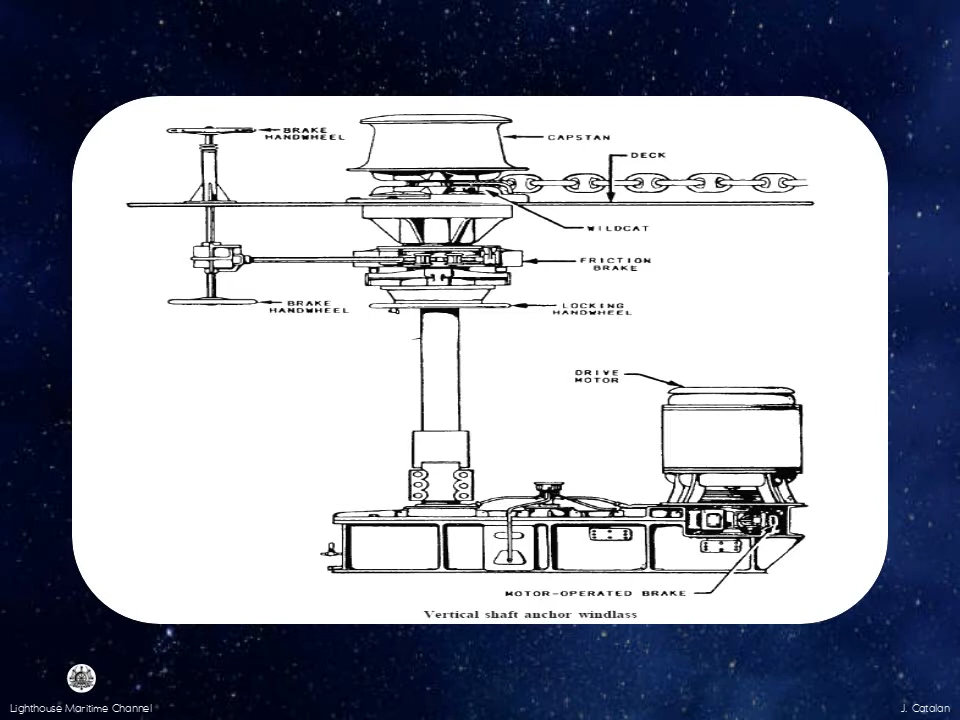 BRAKE
HANDWHEEL
CAPSTAN
DECK
WILDCAT
FRICTION
BRAKE
BRAKE
HANDWHEEL
LOCKING
HANDWHEEL
DRIVE
MOTOR
MOTOR-OPERATED BRAKE
Vertical shaft anchor windlass
Lighthouse Maritime Channel
J. Catalan